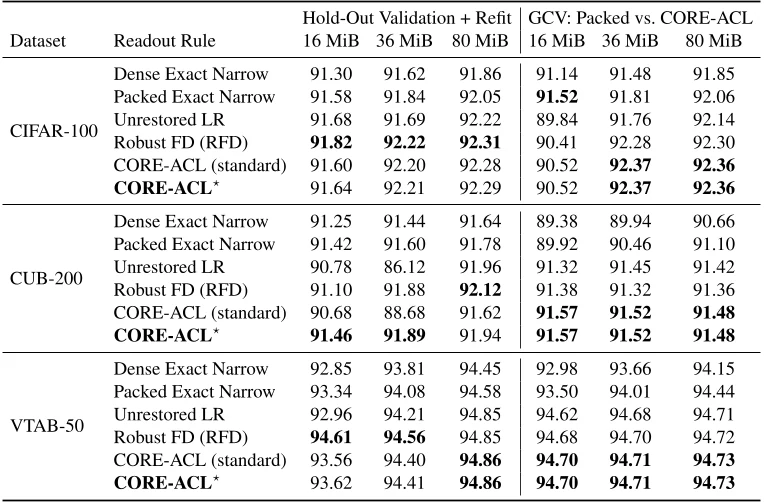 Hold-Out Validation + Refit GCV: Packed vs. CORE-ACL
Dataset Readout Rule 16 MiB 36 MiB 80 MiB 16 MiB 36 MiB 80 MiB
Dense Exact Narrow 91.30 91.62 91.86 91.14 91.48 91.85
Packed Exact Narrow 91.58 91.84 92.05 91.52 91.81 92.06
Unrestored LR 91.68 91.69 92.22 89.84 91.76 92.14
CIFAR-100
Robust FD (RFD) 91.82 92.22 92.31 90.41 92.28 92.30
CORE-ACL (standard) 91.60 92.20 92.28 90.52 92.37 92.36
CORE-ACL⋆ 91.64 92.21 92.29 90.52 92.37 92.36
Dense Exact Narrow 91.25 91.44 91.64 89.38 89.94 90.66
Packed Exact Narrow 91.42 91.60 91.78 89.92 90.46 91.10
Unrestored LR 90.78 86.12 91.96 91.32 91.45 91.42
CUB-200
Robust FD (RFD) 91.10 91.88 92.12 91.38 91.32 91.36
CORE-ACL (standard) 90.68 88.68 91.62 91.57 91.52 91.48
CORE-ACL⋆ 91.46 91.89 91.94 91.57 91.52 91.48
Dense Exact Narrow 92.85 93.81 94.45 92.98 93.66 94.15
Packed Exact Narrow 93.34 94.08 94.58 93.50 94.01 94.44
Unrestored LR 92.96 94.21 94.85 94.62 94.68 94.71
VTAB-50
Robust FD (RFD) 94.61 94.56 94.85 94.68 94.70 94.72
CORE-ACL (standard) 93.56 94.40 94.86 94.70 94.71 94.73
CORE-ACL⋆ 93.62 94.41 94.86 94.70 94.71 94.73